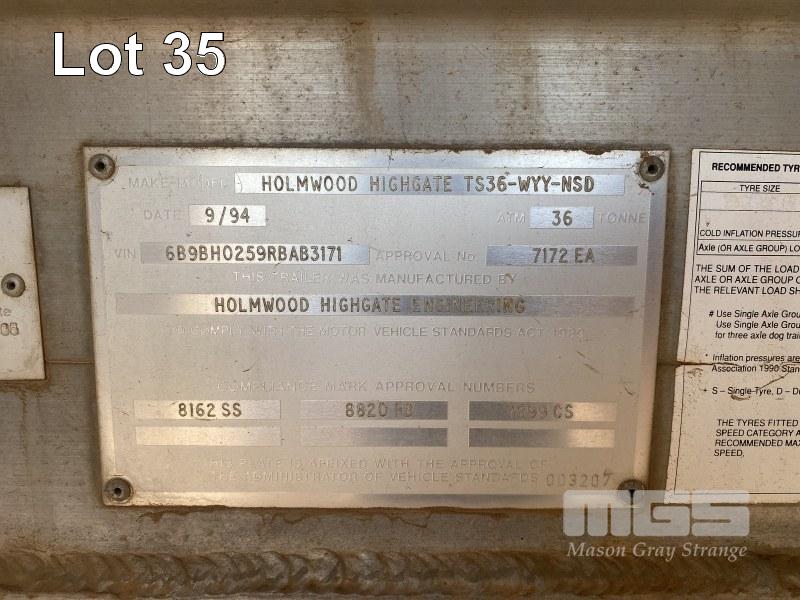 Lot 35
MAKE-MODEL HOLMWOOD HIGHGATE TS36-WYY-NSD
DATE 9/94 ATM 36 TONNE
VIN 6B9BH0259RBAB3171 APPROVAL No 7172 EA
THIS TRAILER WAS MANUFACTURED BY
HOLMWOOD HIGHGATE ENGINEERING
TO COMPLY WITH THE MOTOR VEHICLE STANDARDS ACT 1989
COMPLIANCE MARK APPROVAL NUMBERS
8162 SS 8820 FB CS
THIS PLATE IS AFFIXED WITH THE APPROVAL OF
THE ADMINISTRATOR OF VEHICLE STANDARDS 003207
RECOMMENDED TYR
TYRE SIZE
COLD INFLATION PRESSUR
Axle (OR AXLE GROUP) LO
THE SUM OF THE LOAD
AXLE OR AXLE GROUP
THE RELEVANT LOAD SH
# Use Single Axle Grou
Use Single Axle Grou
for three axle dog trai
* Inflation pressures are
Association 1990 Stan
+ S – Single Tyre, D – D
THE TYRES FITTED
SPEED CATEGORY A
RECOMMENDED MAX
SPEED,
MGS
Mason Gray Strange